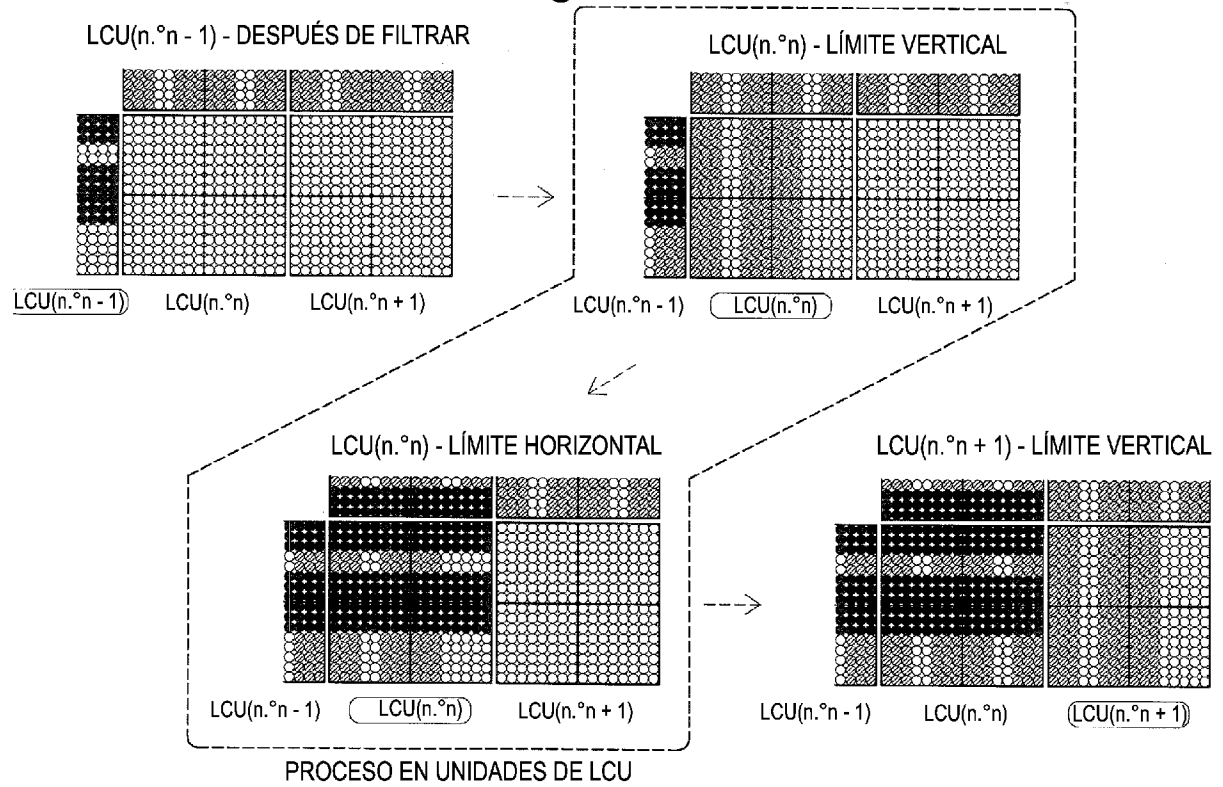 LCU(n.°n - 1) - DESPUÉS DE FILTRAR
LCU(n.°n) - LÍMITE VERTICAL
LCU(n.°n - 1)
LCU(n.°n)
LCU(n.°n + 1)
LCU(n.°n - 1)
LCU(n.°n)
LCU(n.°n + 1)
LCU(n.°n) - LÍMITE HORIZONTAL
LCU(n.°n + 1) - LÍMITE VERTICAL
LCU(n.°n - 1)
LCU(n.°n)
LCU(n.°n + 1)
LCU(n.°n - 1)
LCU(n.°n)
LCU(n.°n + 1)
PROCESO EN UNIDADES DE LCU